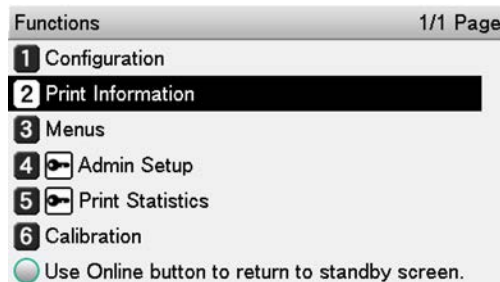 Functions 1/1 Page
1 Configuration
2 Print Information
3 Menus
4 Admin Setup
5 Print Statistics
6 Calibration
Use Online button to return to standby screen.